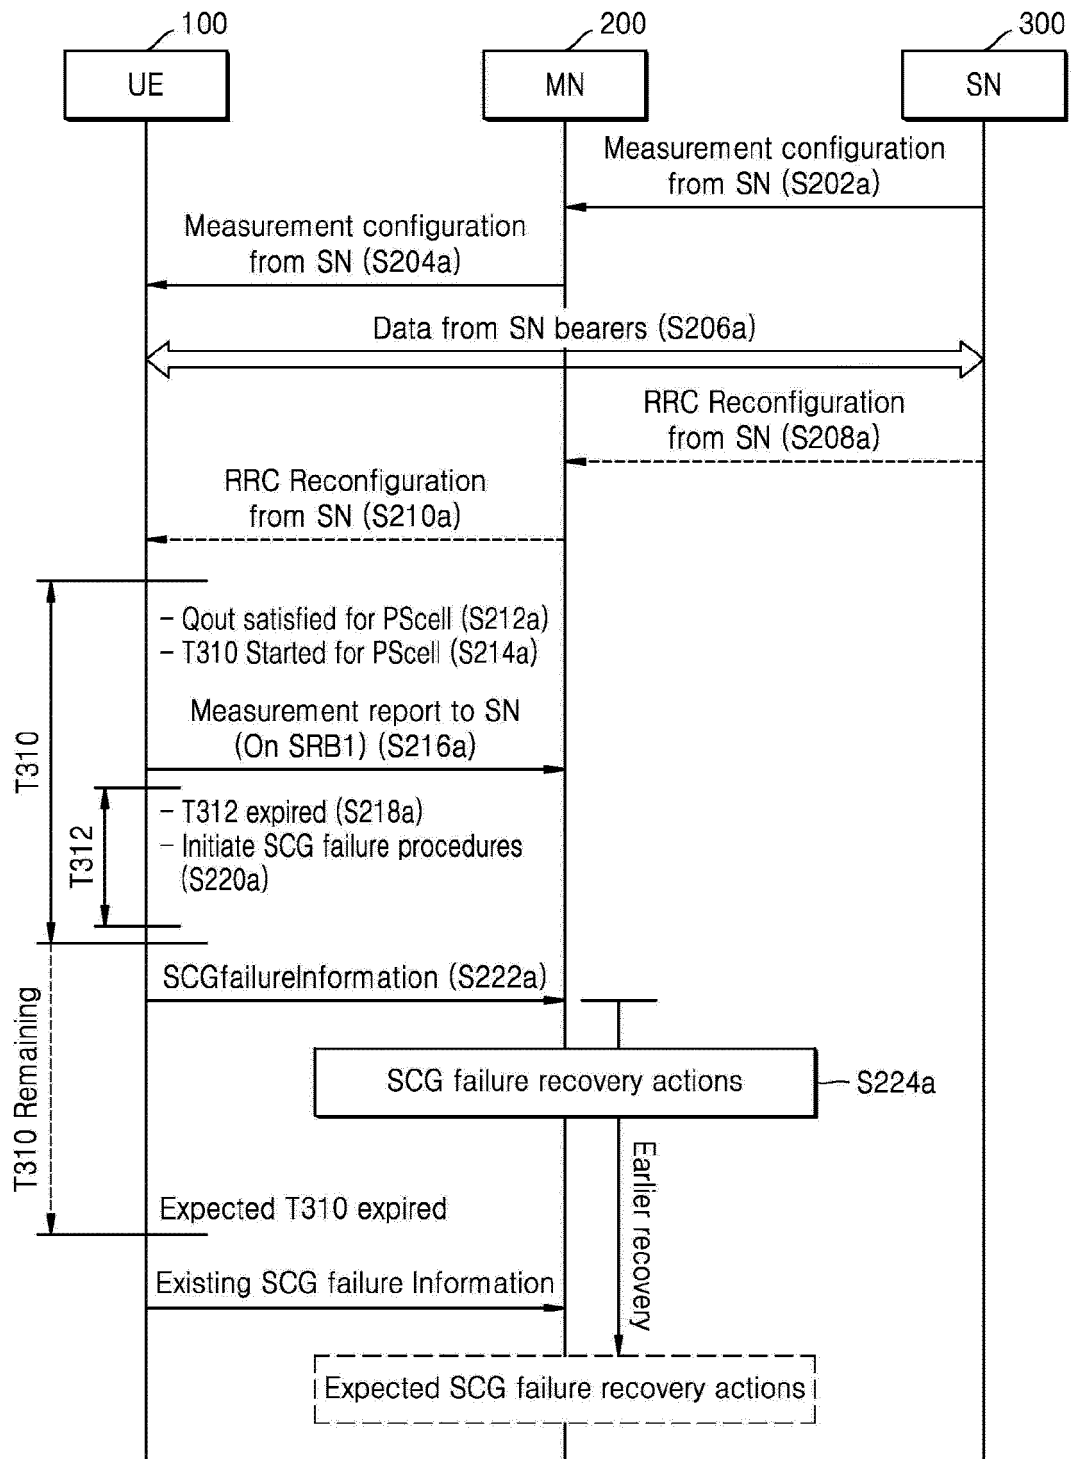 100
200
300
UE
MN
SN
Measurement configuration
from SN (S202a)
Measurement configuration
from SN (S204a)
Data from SN bearers (S206a)
RRC Reconfiguration
from SN (S208a)
RRC Reconfiguration
from SN (S210a)
- Qout satisfied for PScell (S212a)
- T310 Started for PScell (S214a)
Measurement report to SN
(On SRB1) (S216a)
T310
T312
- T312 expired (S218a)
- Initiate SCG failure procedures
(S220a)
SCGfailureInformation (S222a)
SCG failure recovery actions
S224a
T310 Remaining
Earlier recovery
Expected T310 expired
Existing SCG failure Information
Expected SCG failure recovery actions